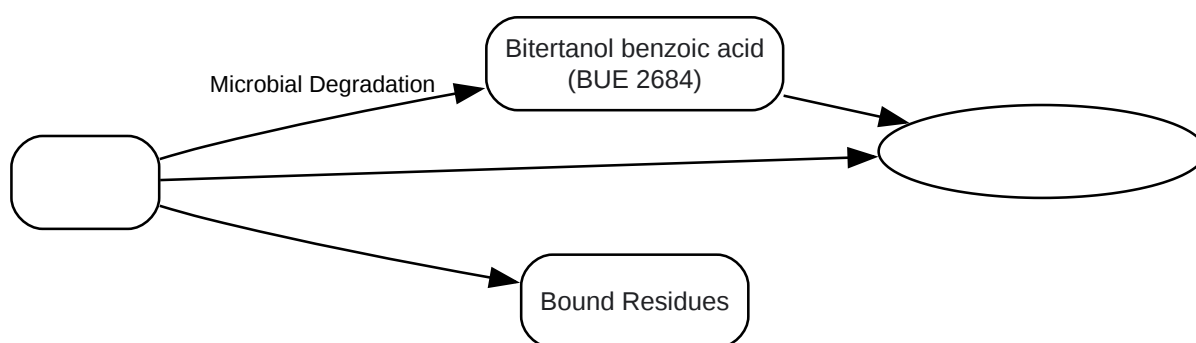 Bitertanol benzoic acid
(BUE 2684)
Microbial Degradation
Bound Residues